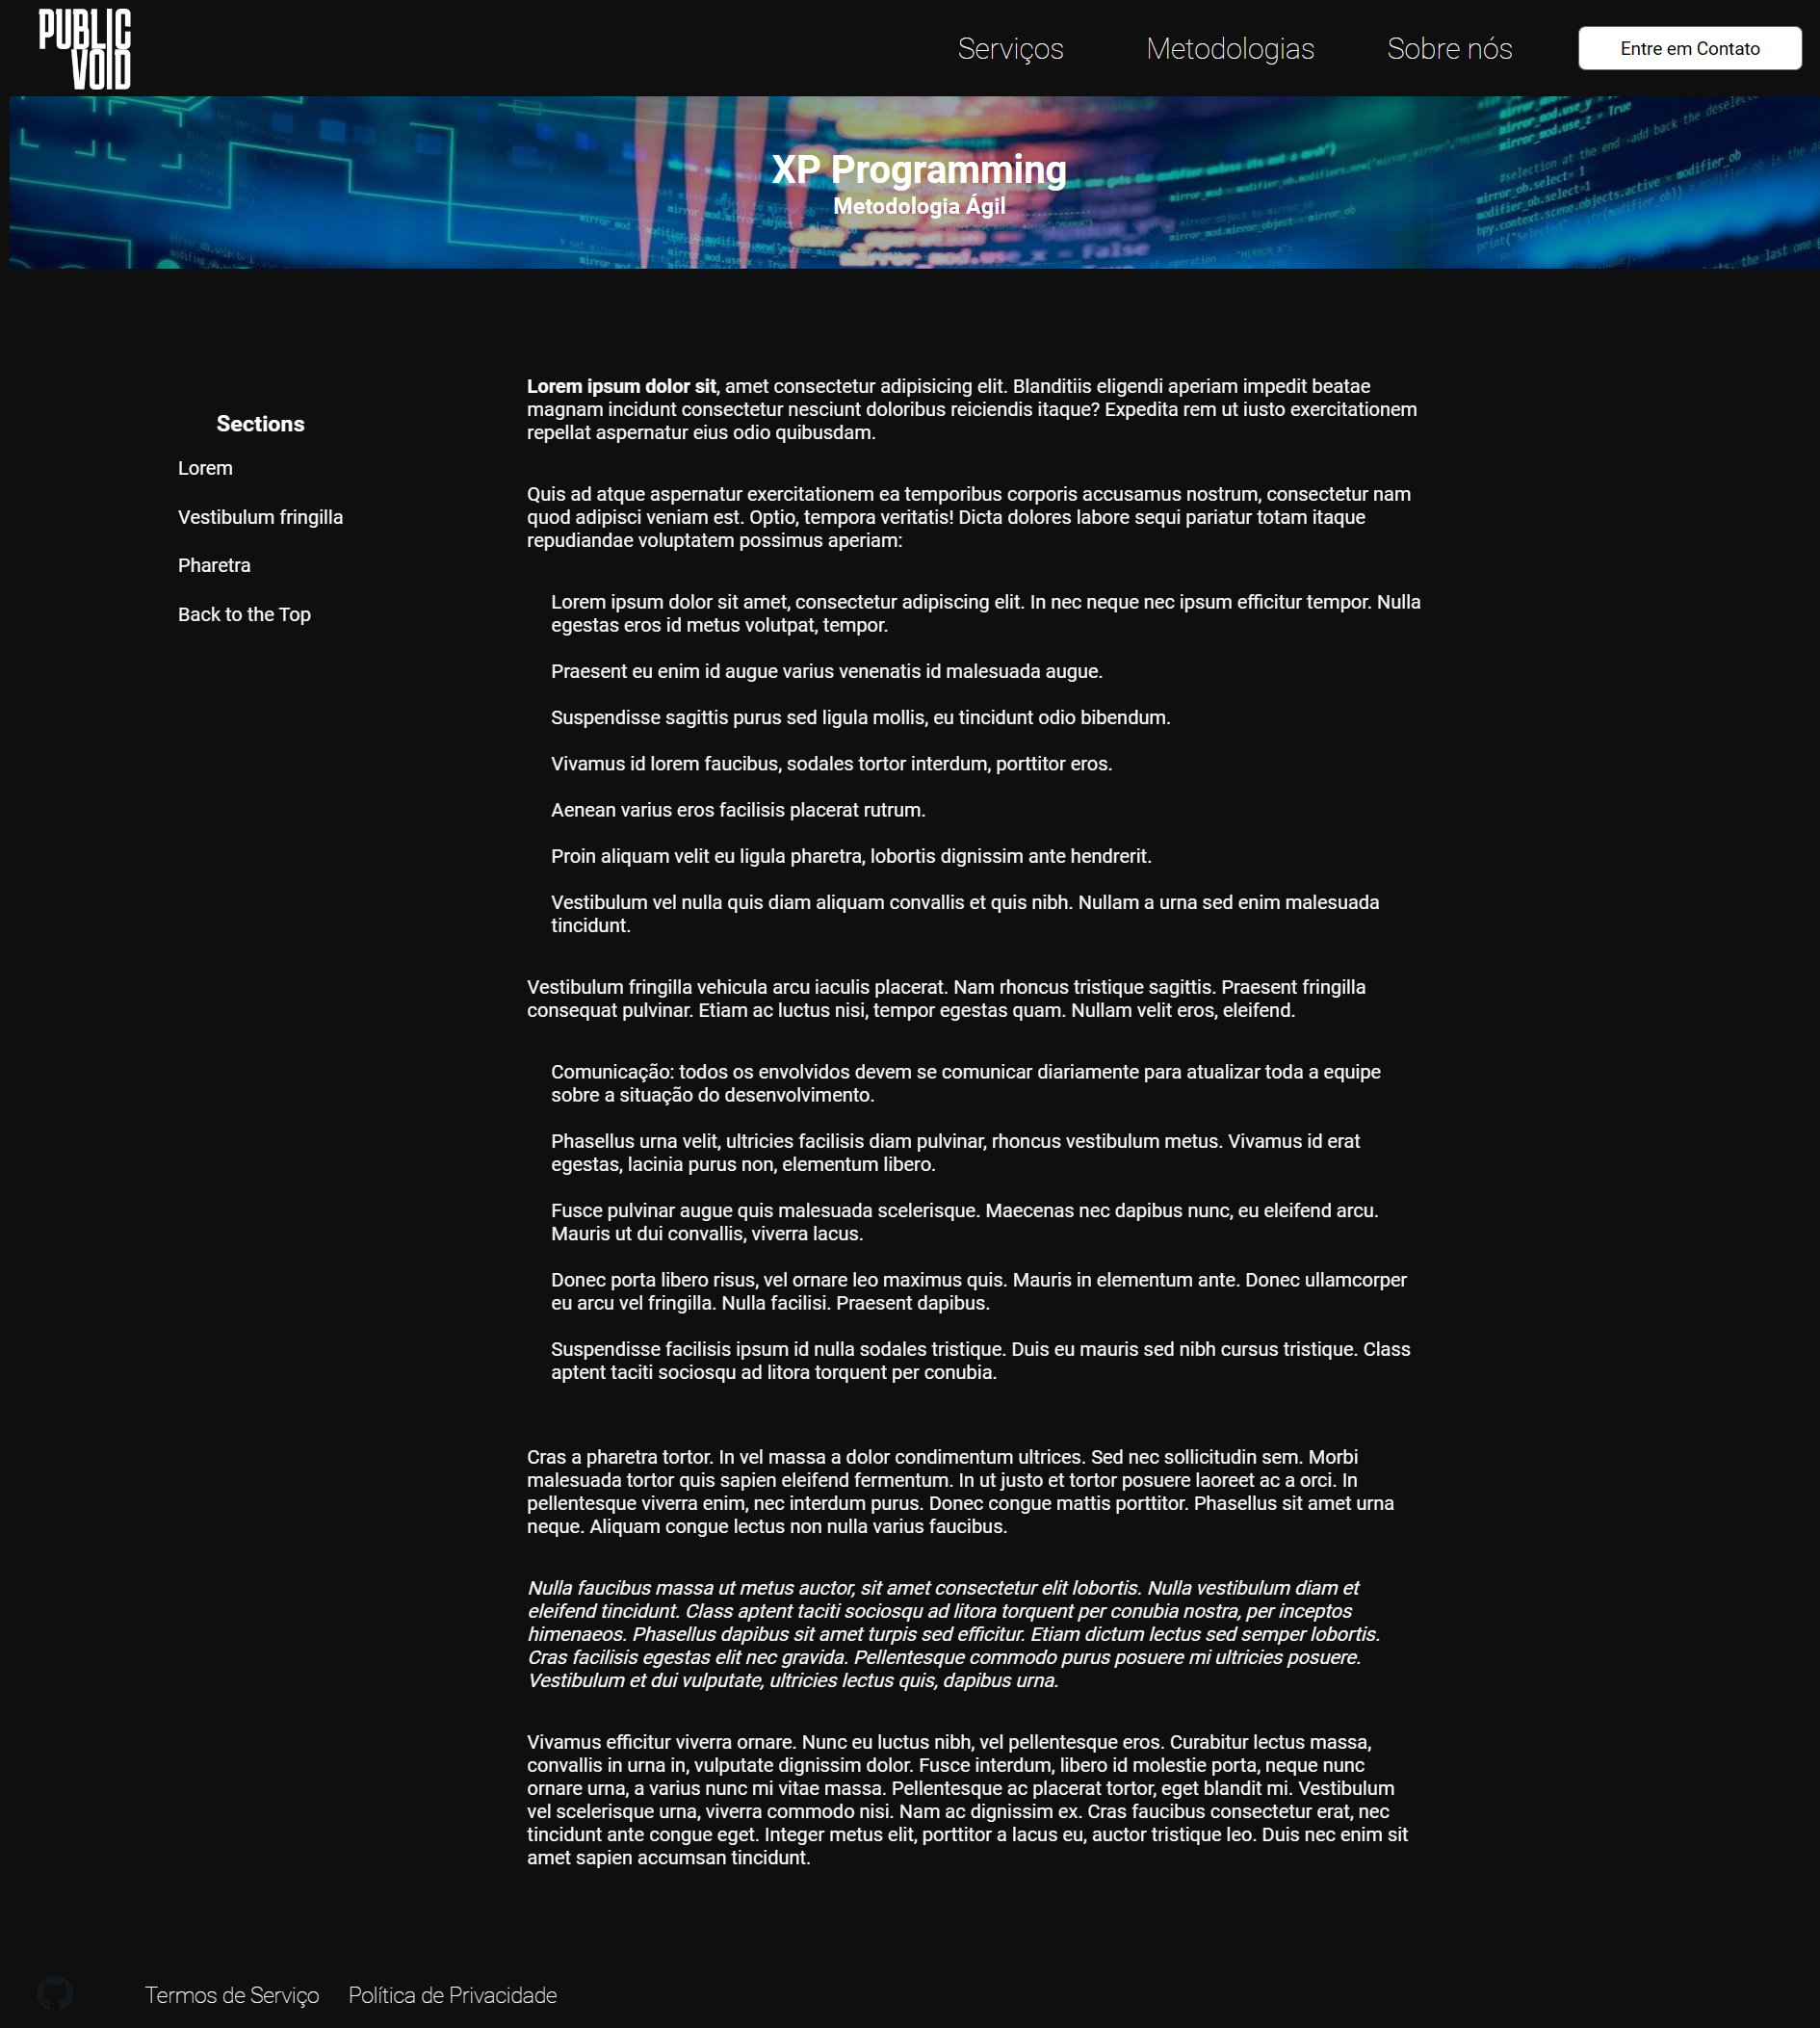 PUBLIC
VOID
Serviços
Metodologias
Sobre nós
Entre em Contato
XP Programming
Metodologia Ágil
Sections
Lorem
Vestibulum fringilla
Pharetra
Back to the Top
Lorem ipsum dolor sit, amet consectetur adipisicing elit. Blanditiis eligendi aperiam impedit beatae
magnam incidunt consectetur nesciunt doloribus reiciendis itaque? Expedita rem ut iusto exercitationem
repellat aspernatur eius odio quibusdam.
Quis ad atque aspernatur exercitationem ea temporibus corporis accusamus nostrum, consectetur nam
quod adipisci veniam est. Optio, tempora veritatis! Dicta dolores labore sequi pariatur totam itaque
repudiandae voluptatem possimus aperiam:
Lorem ipsum dolor sit amet, consectetur adipiscing elit. In nec neque nec ipsum efficitur tempor. Nulla
egestas eros id metus volutpat, tempor.
Praesent eu enim id augue varius venenatis id malesuada augue.
Suspendisse sagittis purus sed ligula mollis, eu tincidunt odio bibendum.
Vivamus id lorem faucibus, sodales tortor interdum, porttitor eros.
Aenean varius eros facilisis placerat rutrum.
Proin aliquam velit eu ligula pharetra, lobortis dignissim ante hendrerit.
Vestibulum vel nulla quis diam aliquam convallis et quis nibh. Nullam a urna sed enim malesuada
tincidunt.
Vestibulum fringilla vehicula arcu iaculis placerat. Nam rhoncus tristique sagittis. Praesent fringilla
consequat pulvinar. Etiam ac luctus nisi, tempor egestas quam. Nullam velit eros, eleifend.
Comunicação: todos os envolvidos devem se comunicar diariamente para atualizar toda a equipe
sobre a situação do desenvolvimento.
Phasellus urna velit, ultricies facilisis diam pulvinar, rhoncus vestibulum metus. Vivamus id erat
egestas, lacinia purus non, elementum libero.
Fusce pulvinar augue quis malesuada scelerisque. Maecenas nec dapibus nunc, eu eleifend arcu.
Mauris ut dui convallis, viverra lacus.
Donec porta libero risus, vel ornare leo maximus quis. Mauris in elementum ante. Donec ullamcorper
eu arcu vel fringilla. Nulla facilisi. Praesent dapibus.
Suspendisse facilisis ipsum id nulla sodales tristique. Duis eu mauris sed nibh cursus tristique. Class
aptent taciti sociosqu ad litora torquent per conubia.
Cras a pharetra tortor. In vel massa a dolor condimentum ultrices. Sed nec sollicitudin sem. Morbi
malesuada tortor quis sapien eleifend fermentum. In ut justo et tortor posuere laoreet ac a orci. In
pellentesque viverra enim, nec interdum purus. Donec congue mattis porttitor. Phasellus sit amet urna
neque. Aliquam congue lectus non nulla varius faucibus.
Nulla faucibus massa ut metus auctor, sit amet consectetur elit lobortis. Nulla vestibulum diam et
eleifend tincidunt. Class aptent taciti sociosqu ad litora torquent per conubia nostra, per inceptos
himenaeos. Phasellus dapibus sit amet turpis sed efficitur. Etiam dictum lectus sed semper lobortis.
Cras facilisis egestas elit nec gravida. Pellentesque commodo purus posuere mi ultricies posuere.
Vestibulum et dui vulputate, ultricies lectus quis, dapibus urna.
Vivamus efficitur viverra ornare. Nunc eu luctus nibh, vel pellentesque eros. Curabitur lectus massa,
convallis in urna in, vulputate dignissim dolor. Fusce interdum, libero id molestie porta, neque nunc
ornare urna, a varius nunc mi vitae massa. Pellentesque ac placerat tortor, eget blandit mi. Vestibulum
vel scelerisque urna, viverra commodo nisi. Nam ac dignissim ex. Cras faucibus consectetur erat, nec
tincidunt ante congue eget. Integer metus elit, porttitor a lacus eu, auctor tristique leo. Duis nec enim sit
amet sapien accumsan tincidunt.
Termos de Serviço
Política de Privacidade